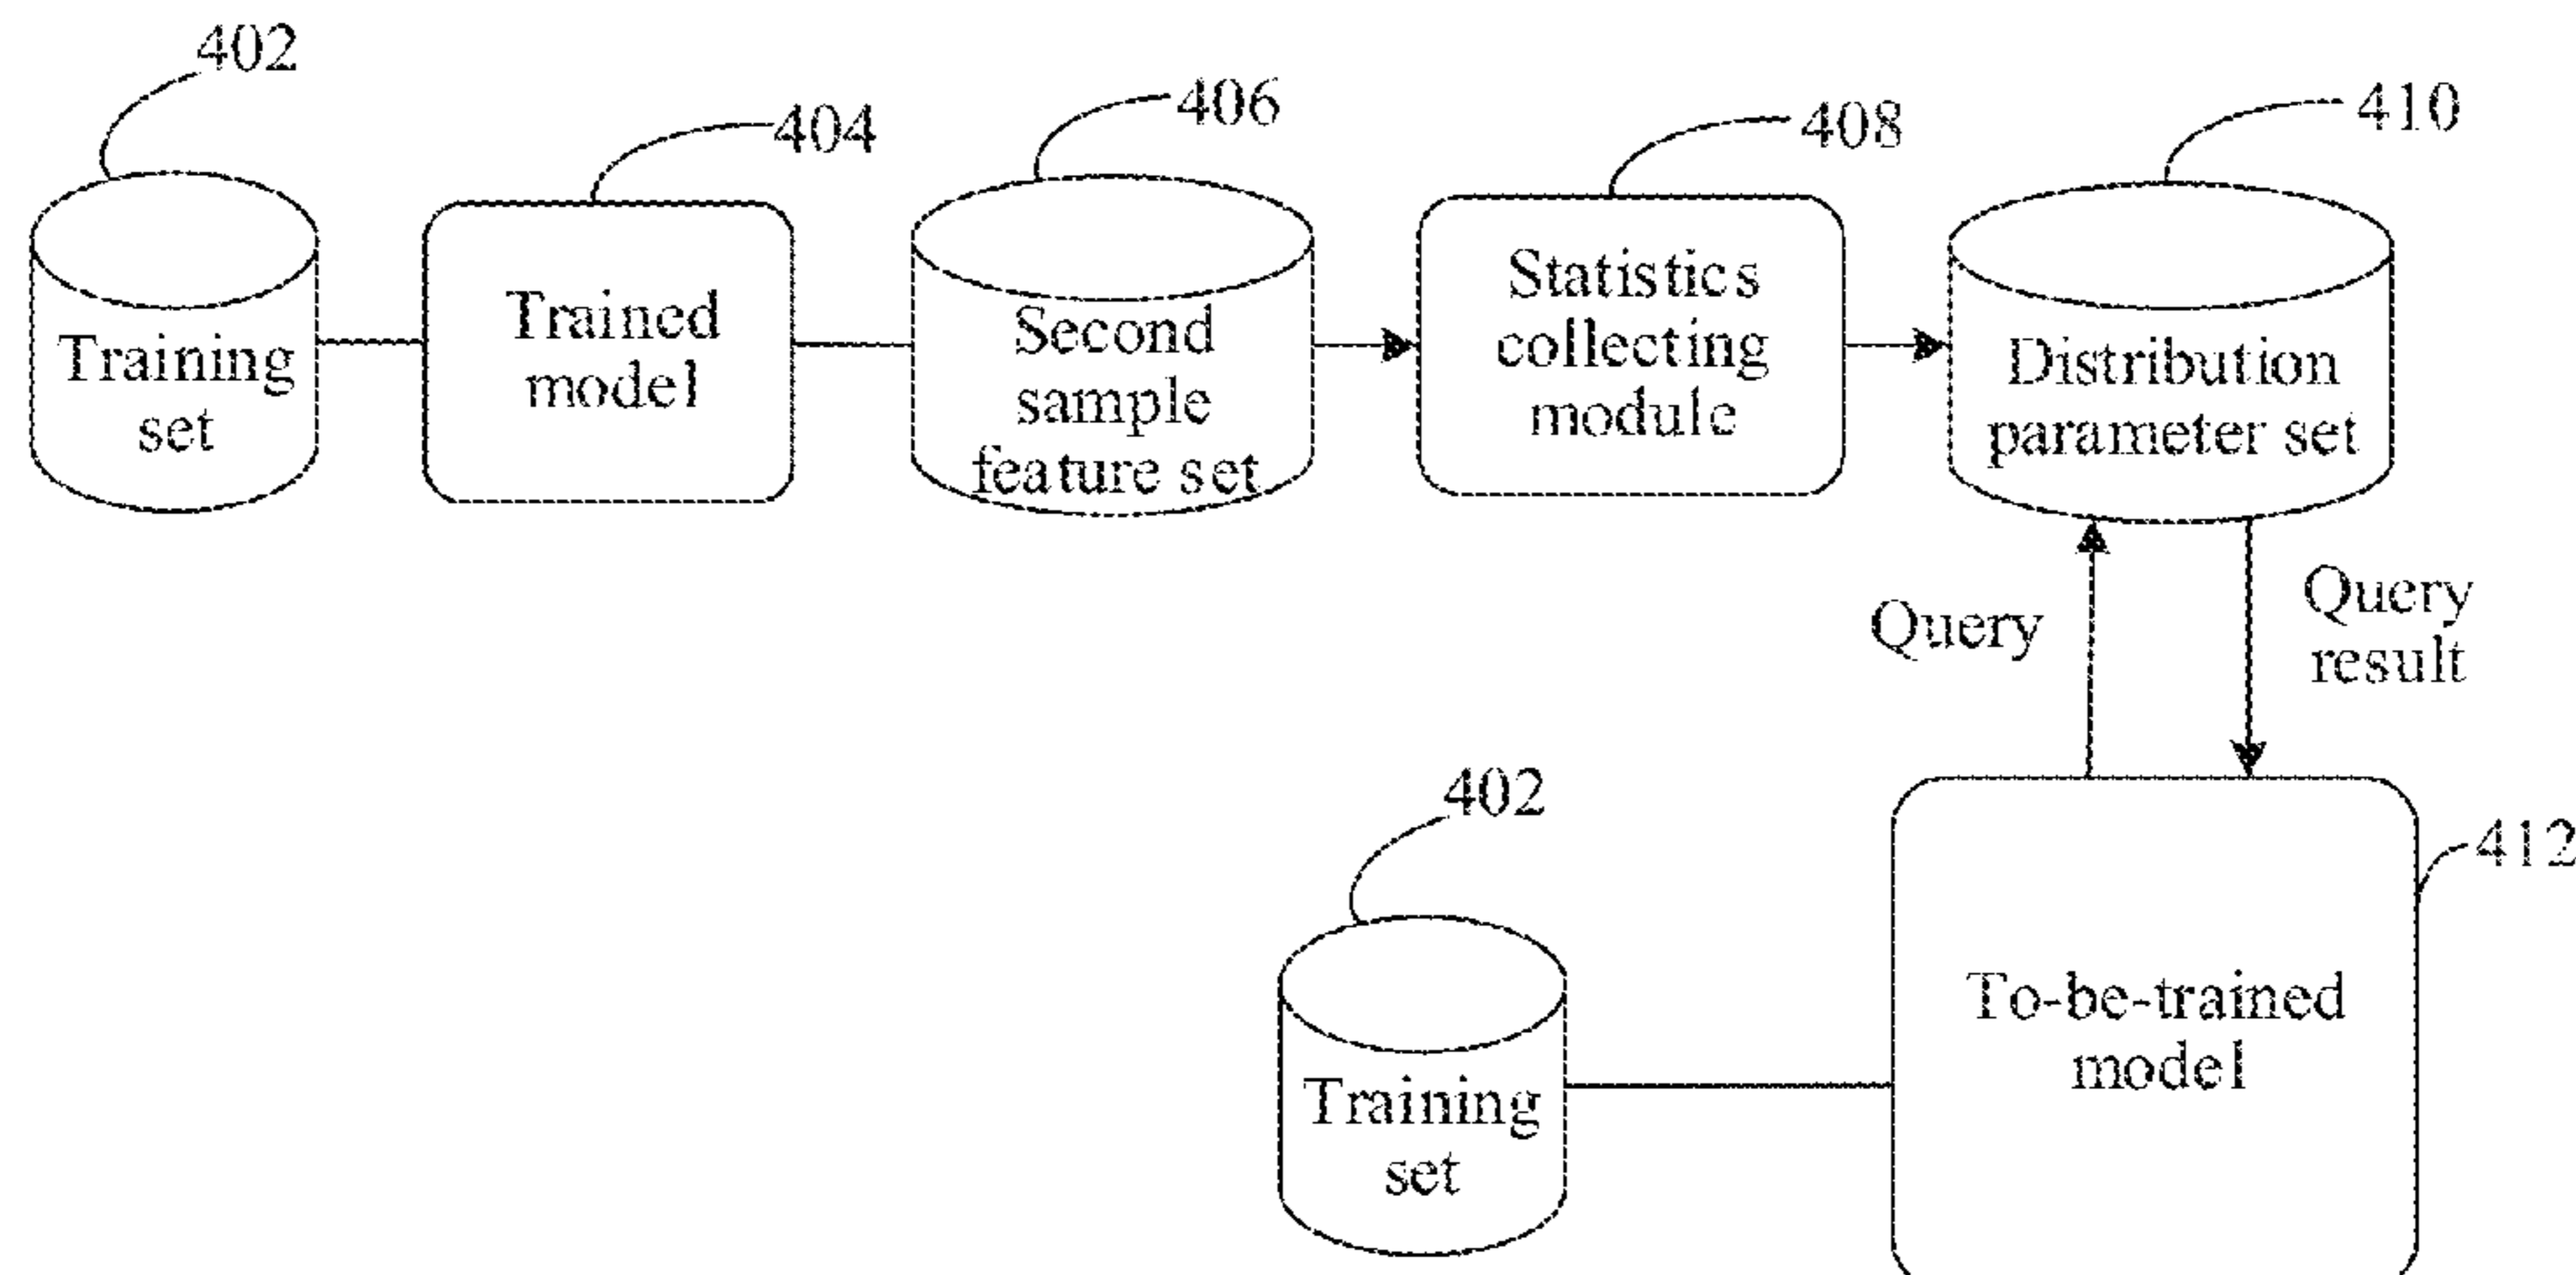 402
404
406
408
410
Training
set
Trained
model
Second
sample
feature set
Statistics
collecting
module
Distribution
parameter set
Query
Query
result
402
412
Training
set
To-be-trained
model